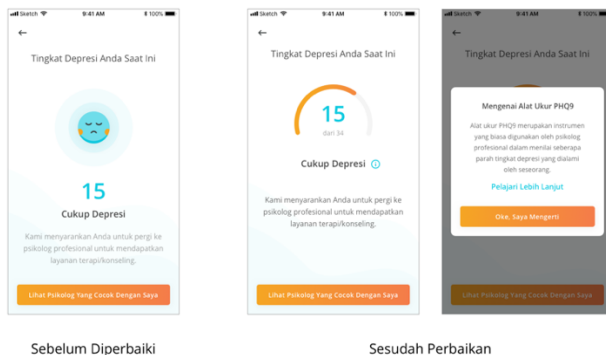 Sketch 9:41 AM 100%
Tingkat Depresi Anda Saat Ini
15
Cukup Depresi
Kami menyarankan Anda untuk pergi ke
psikolog profesional untuk mendapatkan
layanan terapi/konseling.
Lihat Psikolog Yang Cocok Dengan Saya
Sebelum Diperbaiki
Sketch 9:41 AM 100%
Tingkat Depresi Anda Saat Ini
15
dari 34
Cukup Depresi
Kami menyarankan Anda untuk pergi ke
psikolog profesional untuk mendapatkan
layanan terapi/konseling.
Lihat Psikolog Yang Cocok Dengan Saya
Sketch 9:41 AM 100%
Tingkat Depresi Anda Saat Ini
Mengenai Alat Ukur PHQ9
Alat ukur PHQ9 merupakan instrumen
yang biasa digunakan oleh psikolog
profesional dalam menilai seberapa
parah tingkat depresi yang dialami
oleh seseorang.
Pelajari Lebih Lanjut
Oke, Saya Mengerti
Lihat Psikolog Yang Cocok Dengan Saya
Sesudah Perbaikan